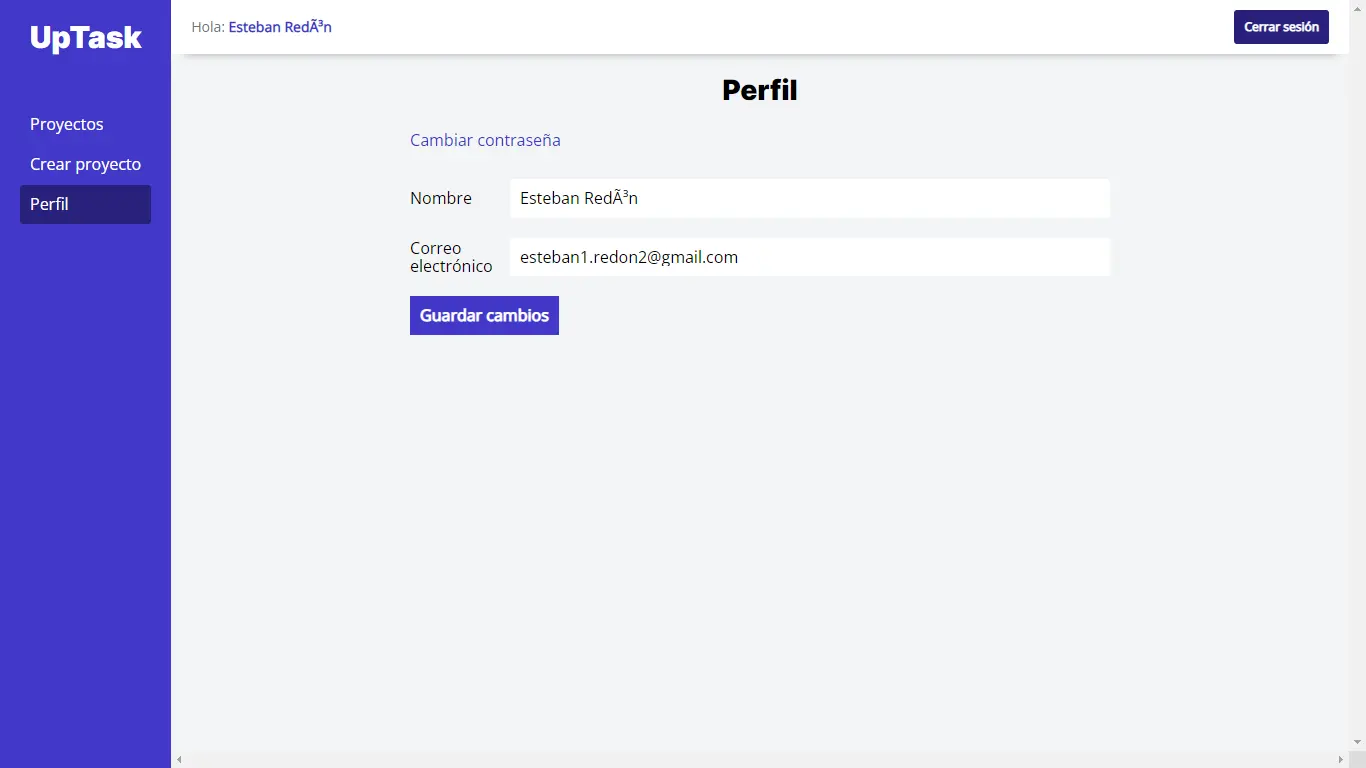 UpTask
Hola: Esteban RedÃ³n
Cerrar sesión
Proyectos
Crear proyecto
Perfil
Perfil
Cambiar contraseña
Nombre
Esteban RedÃ³n
Correo
electrónico
esteban1.redon2@gmail.com
Guardar cambios